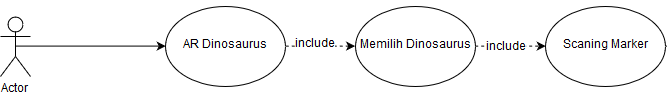 AR Dinosaurus
include
Memilih Dinosaurus
include
Scaning Marker
Actor